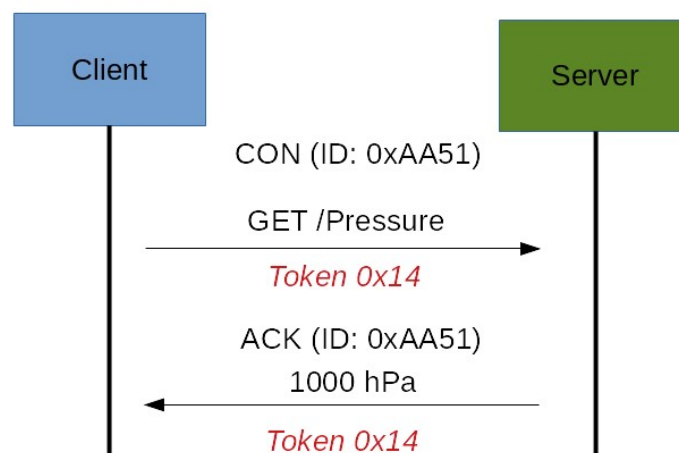 Client
Server
CON (ID: 0xAA51)
GET /Pressure
Token 0x14
ACK (ID: 0xAA51)
1000 hPa
Token 0x14